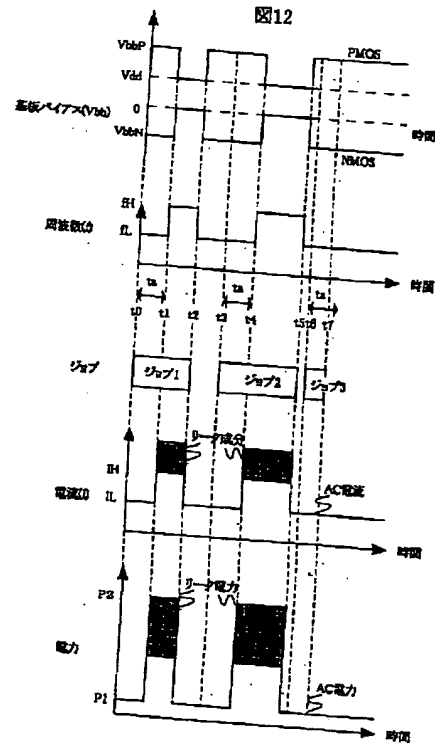 図12
VbbP
PMOS
Vdd
基板バイアス(Vbb)
0
時間
VbbN
NMOS
fH
周波数(f)
fL
時間
ta ta ta
t0 t1 t2 t3 t4 t5 t6 t7
ジョブ
ジョブ1 ジョブ2 ジョブ3
リーク成分
IH
電流(I)
IL
AC電流
時間
リーク電力
P2
電力
AC電力
P1
時間